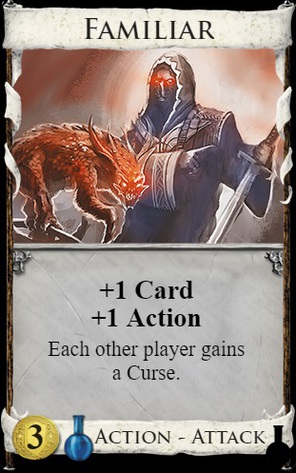 FAMILIAR
+1 Card
+1 Action
Each other player gains
a Curse.
3 ACTION - ATTACK